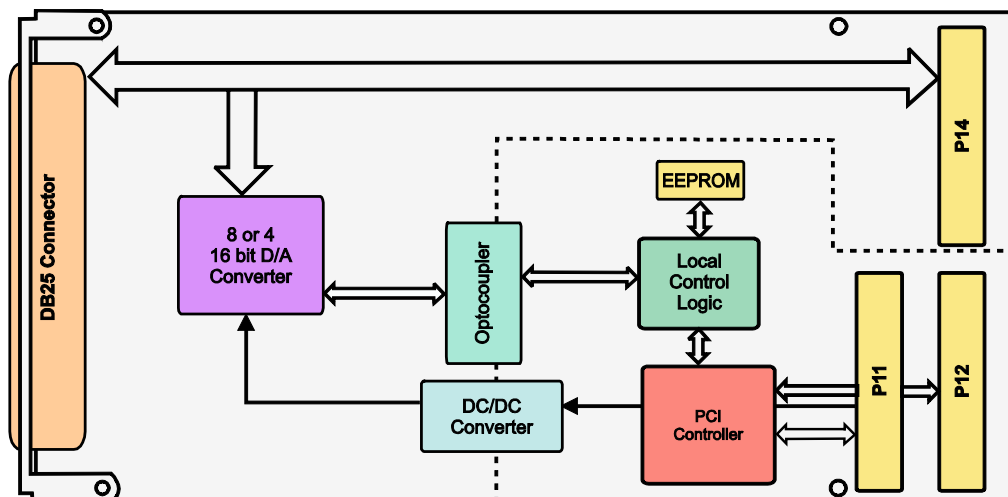 DB25 Connector
8 or 4
16 bit D/A
Converter
Optocoupler
EEPROM
Local
Control
Logic
DC/DC
Converter
PCI
Controller
P14
P11
P12